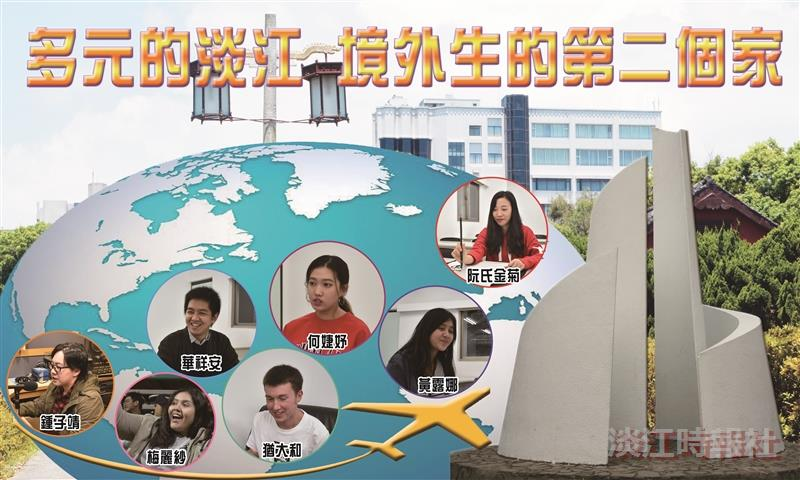 多元的淡江 境外生的第二個家
阮氏金菊
何婕妤
華祥安
黃露娜
鍾子靖
梅麗紗
猶大和
淡江時報社